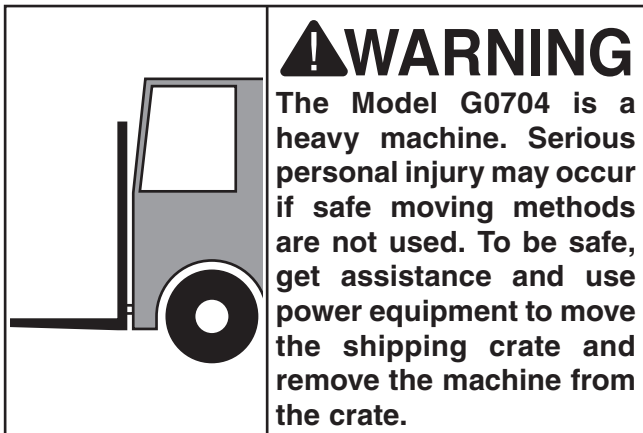 WARNING
The Model G0704 is a
heavy machine. Serious
personal injury may occur
if safe moving methods
are not used. To be safe,
get assistance and use
power equipment to move
the shipping crate and
remove the machine from
the crate.